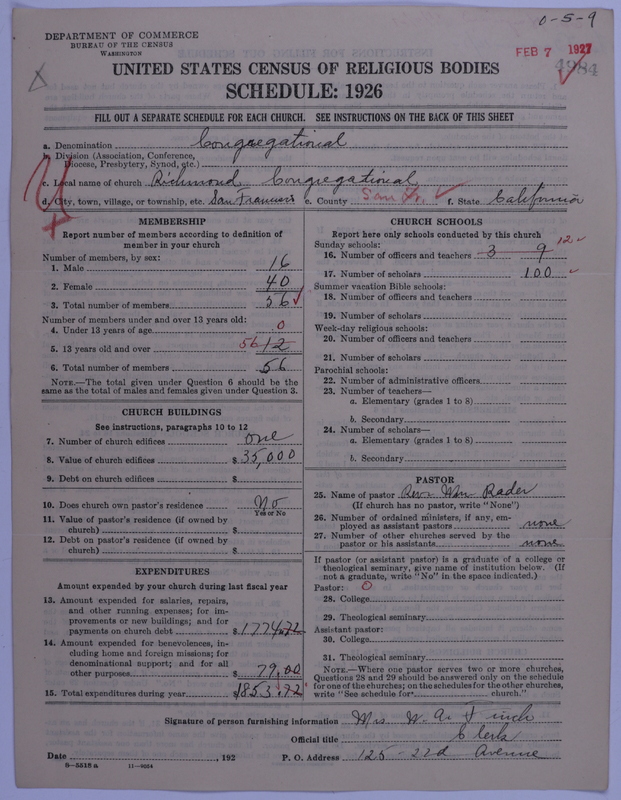 0-5-9
DEPARTMENT OF COMMERCE
BUREAU OF THE CENSUS
WASHINGTON
FEB 7 1927
4984
UNITED STATES CENSUS OF RELIGIOUS BODIES
SCHEDULE: 1926
FILL OUT A SEPARATE SCHEDULE FOR EACH CHURCH. SEE INSTRUCTIONS ON THE BACK OF THIS SHEET
a. Denomination Congregational
b. Division (Association, Conference, Diocese, Presbytery, Synod, etc.)
c. Local name of church Richmond Congregational
d. City, town, village, or township, etc. San Francisco e. County San Fr. f. State California
MEMBERSHIP
Report number of members according to definition of member in your church
Number of members, by sex:
1. Male 16
2. Female 40
3. Total number of members 56
Number of members under and over 13 years old:
4. Under 13 years of age 0
5. 13 years old and over 56 12
6. Total number of members 56
NOTE.—The total given under Question 6 should be the same as the total of males and females given under Question 3.
CHURCH BUILDINGS
See instructions, paragraphs 10 to 12
7. Number of church edifices one
8. Value of church edifices $35,000
9. Debt on church edifices $
10. Does church own pastor's residence No
Yes or No
11. Value of pastor's residence (if owned by church) $
12. Debt on pastor's residence (if owned by church) $
EXPENDITURES
Amount expended by your church during last fiscal year
13. Amount expended for salaries, repairs, and other running expenses; for improvements or new buildings; and for payments on church debt $1774.72
14. Amount expended for benevolences, including home and foreign missions; for denominational support; and for all other purposes $79.00
15. Total expenditures during year $1853.72
CHURCH SCHOOLS
Report here only schools conducted by this church
Sunday schools:
16. Number of officers and teachers 3 9 12
17. Number of scholars 100
Summer vacation Bible schools:
18. Number of officers and teachers
19. Number of scholars
Week-day religious schools:
20. Number of officers and teachers
21. Number of scholars
Parochial schools:
22. Number of administrative officers
23. Number of teachers—
a. Elementary (grades 1 to 8)
b. Secondary
24. Number of scholars—
a. Elementary (grades 1 to 8)
b. Secondary
PASTOR
25. Name of pastor Rev. Wm. Rader
(If church has no pastor, write "None")
26. Number of ordained ministers, if any, employed as assistant pastors none
27. Number of other churches served by the pastor or his assistants none
If pastor (or assistant pastor) is a graduate of a college or theological seminary, give name of institution below. (If not a graduate, write "No" in the space indicated.)
Pastor: 0
28. College
29. Theological seminary
Assistant pastor:
30. College
31. Theological seminary
NOTE.—Where one pastor serves two or more churches, Questions 28 and 29 should be answered only on the schedule for one of the churches; on the schedules for the other churches, write "See schedule for church."
Signature of person furnishing information Mrs. W. A. Finch
Official title Clerk
Date , 192 P. O. Address 125 - 22d Avenue
8-5518 a 11-9034